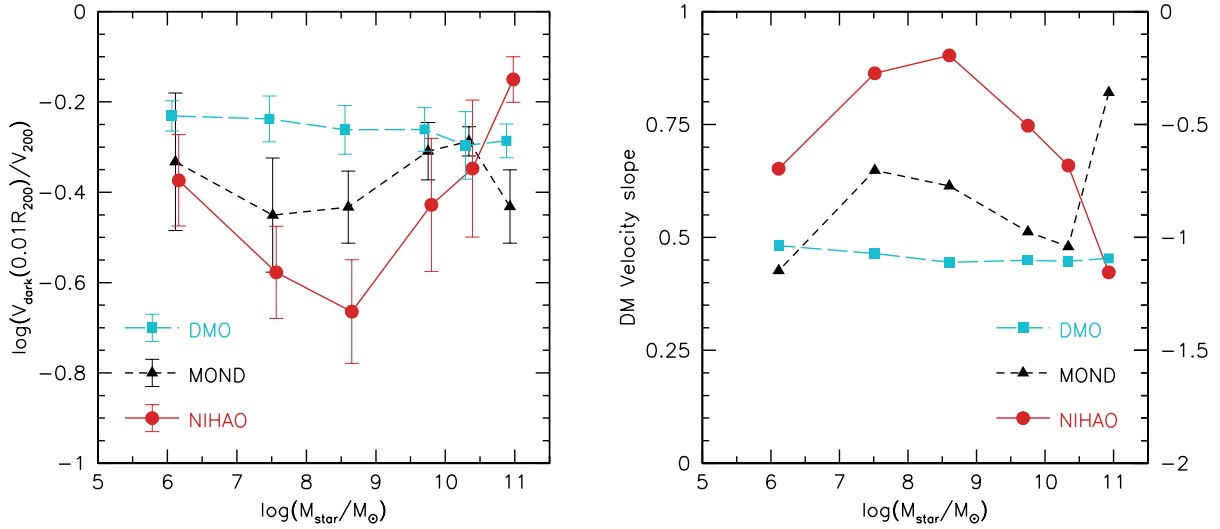 0
−0.2
−0.4
−0.6
−0.8
−1
log(V_dark(0.01R_200)/V_200)
DMO
MOND
NIHAO
5 6 7 8 9 10 11
log(M_star/M_⊙)
1
0.75
0.5
0.25
0
DM Velocity slope
DMO
MOND
NIHAO
0
−0.5
−1
−1.5
−2
5 6 7 8 9 10 11
log(M_star/M_⊙)